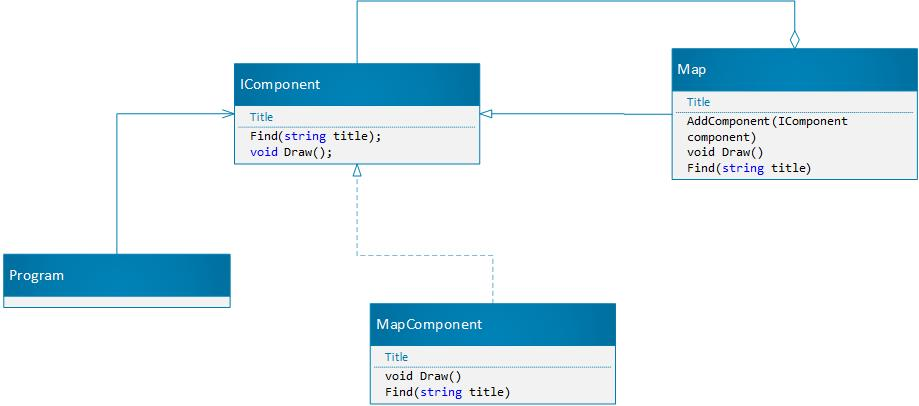 IComponent
Title
Find(string title);
void Draw();
Map
Title
AddComponent(IComponent
component)
void Draw()
Find(string title)
Program
MapComponent
Title
void Draw()
Find(string title)